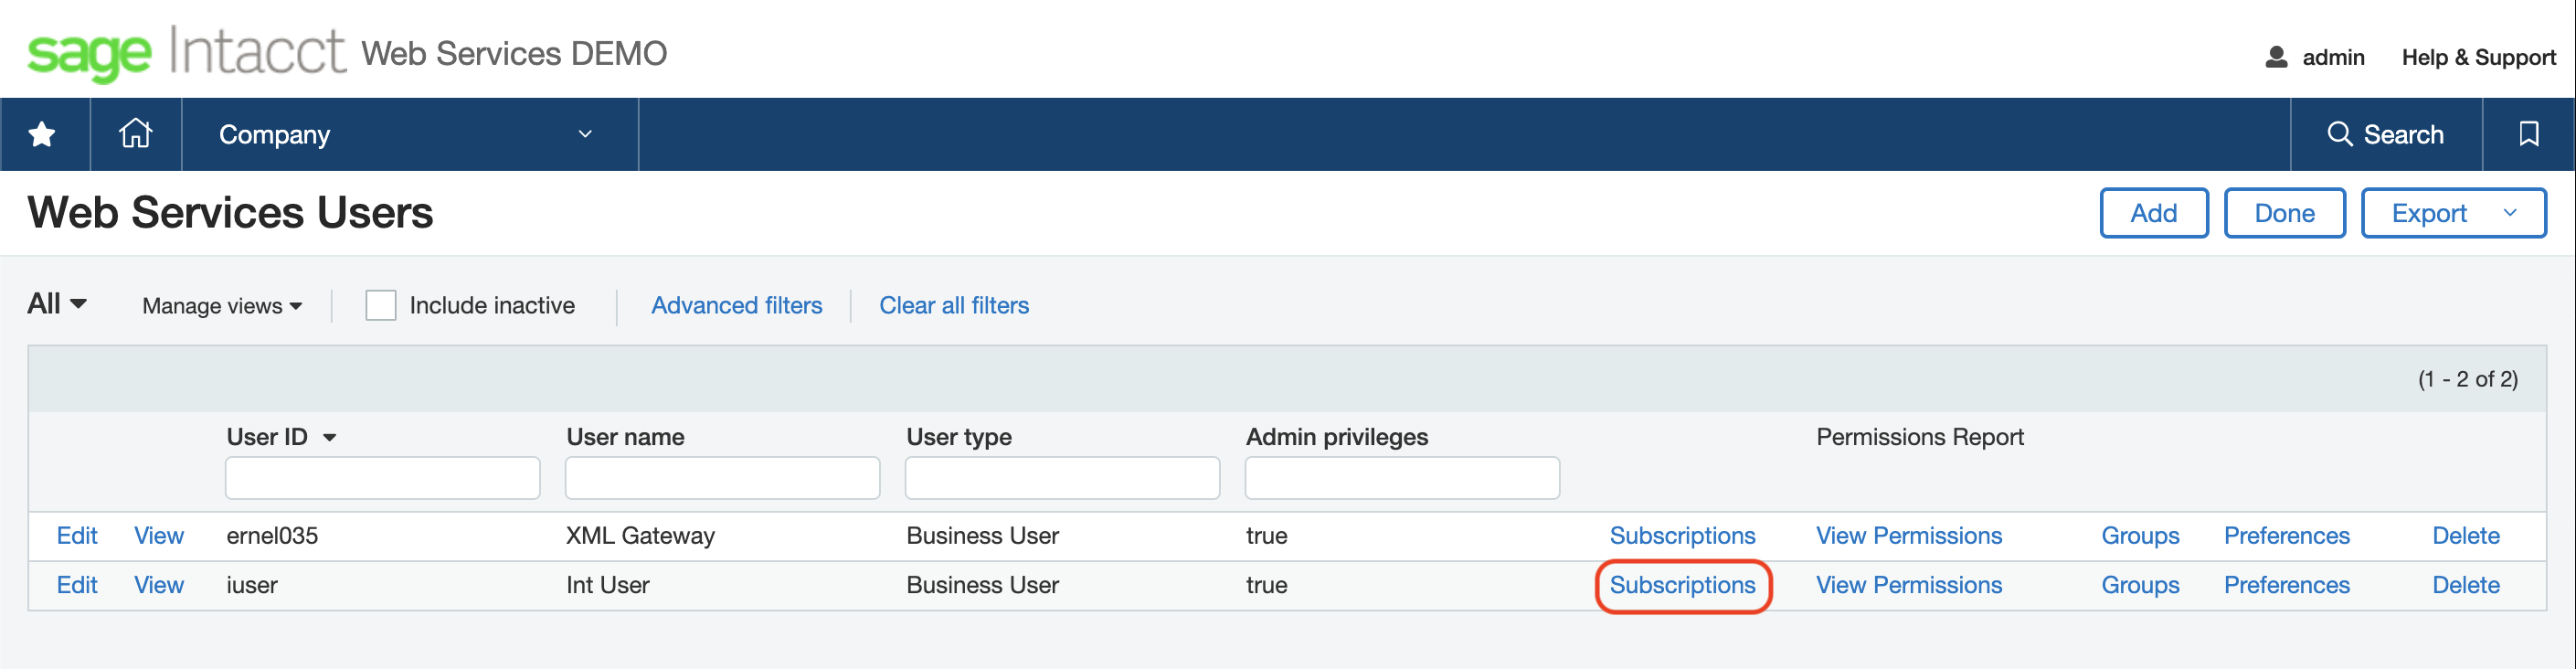 sage Intacct Web Services DEMO
admin Help & Support
Company Search
Web Services Users Add Done Export
All Manage views Include inactive Advanced filters Clear all filters
(1 - 2 of 2)
User ID User name User type Admin privileges Permissions Report
Edit View ernel035 XML Gateway Business User true Subscriptions View Permissions Groups Preferences Delete
Edit View iuser Int User Business User true Subscriptions View Permissions Groups Preferences Delete